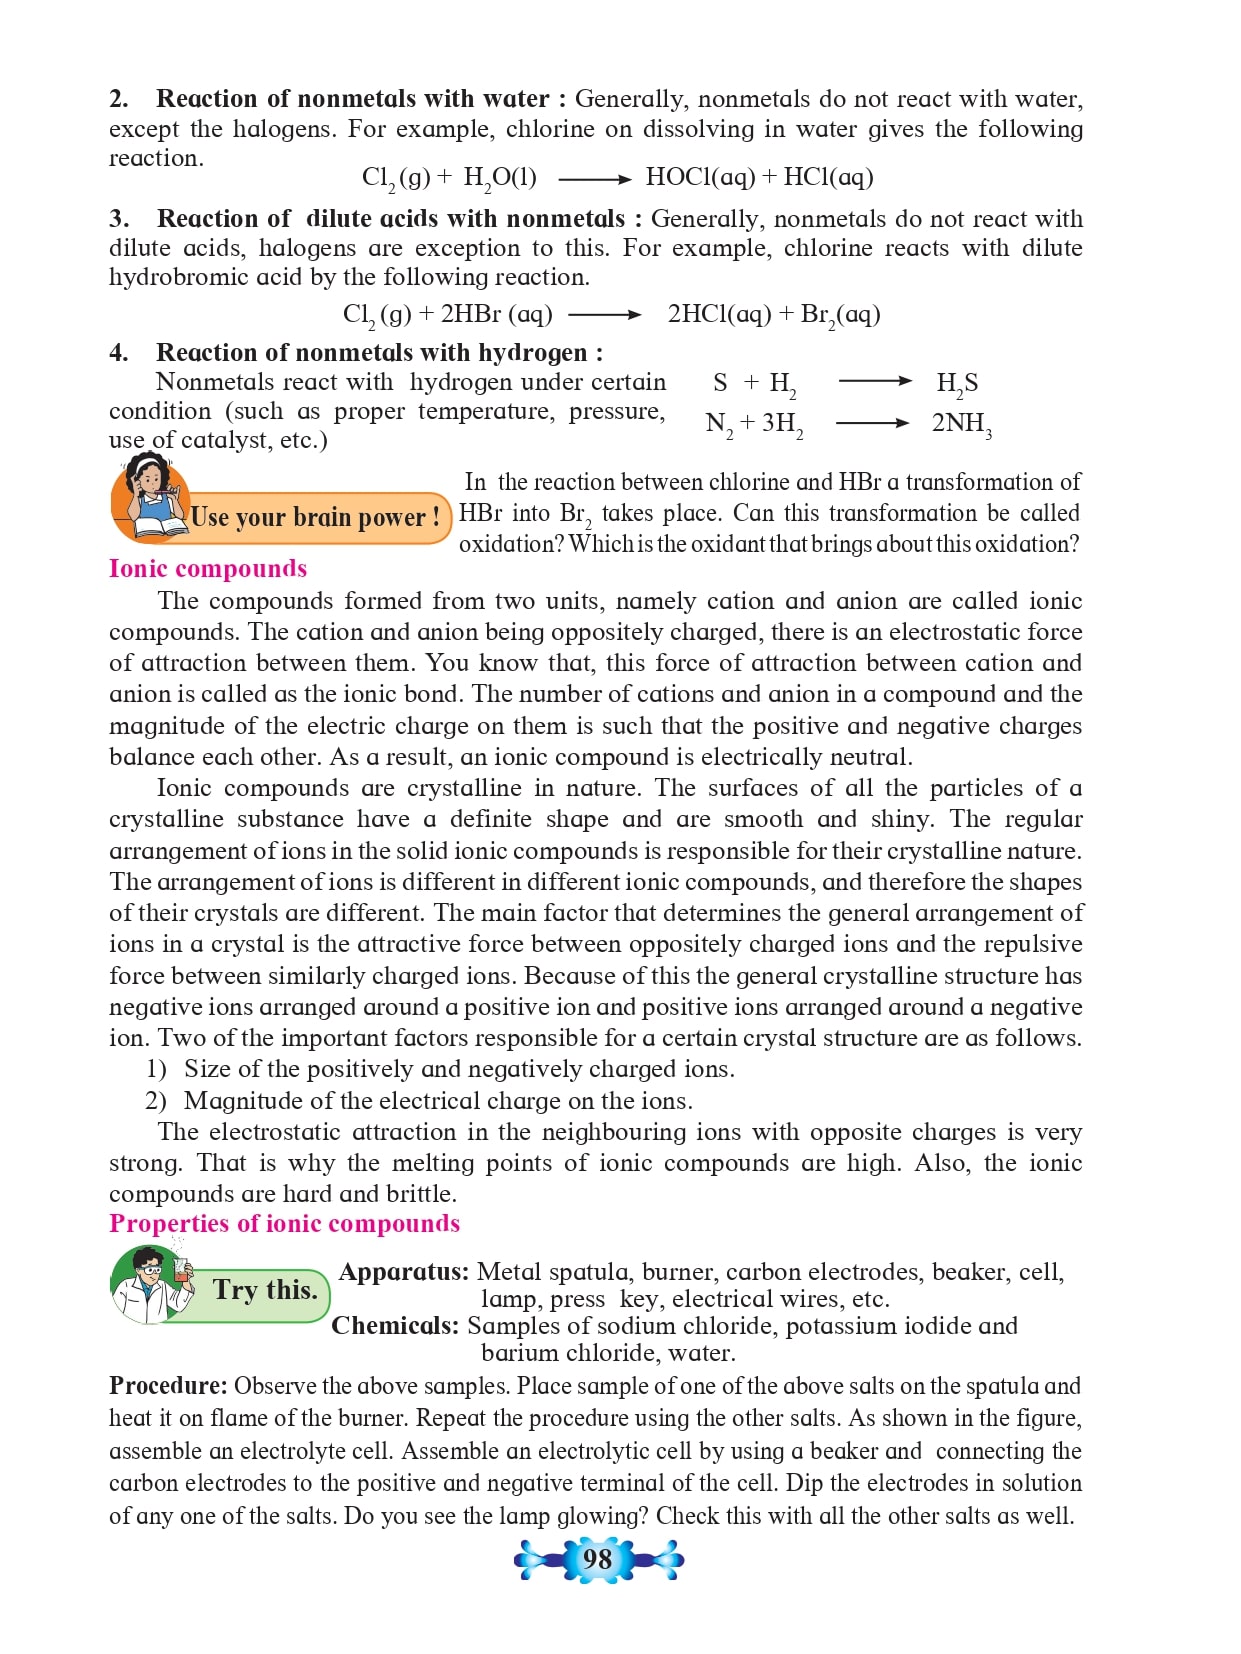 2. Reaction of nonmetals with water : Generally, nonmetals do not react with water,
except the halogens. For example, chlorine on dissolving in water gives the following
reaction.
Cl₂(g) + H₂O(l) ⟶ HOCl(aq) + HCl(aq)
3. Reaction of dilute acids with nonmetals : Generally, nonmetals do not react with
dilute acids, halogens are exception to this. For example, chlorine reacts with dilute
hydrobromic acid by the following reaction.
Cl₂ (g) + 2HBr (aq) ⟶ 2HCl(aq) + Br₂(aq)
4. Reaction of nonmetals with hydrogen :
Nonmetals react with hydrogen under certain
condition (such as proper temperature, pressure,
use of catalyst, etc.)
S + H₂ ⟶ H₂S
N₂ + 3H₂ ⟶ 2NH₃
Use your brain power !
In the reaction between chlorine and HBr a transformation of
HBr into Br₂ takes place. Can this transformation be called
oxidation? Which is the oxidant that brings about this oxidation?
Ionic compounds
The compounds formed from two units, namely cation and anion are called ionic
compounds. The cation and anion being oppositely charged, there is an electrostatic force
of attraction between them. You know that, this force of attraction between cation and
anion is called as the ionic bond. The number of cations and anion in a compound and the
magnitude of the electric charge on them is such that the positive and negative charges
balance each other. As a result, an ionic compound is electrically neutral.
Ionic compounds are crystalline in nature. The surfaces of all the particles of a
crystalline substance have a definite shape and are smooth and shiny. The regular
arrangement of ions in the solid ionic compounds is responsible for their crystalline nature.
The arrangement of ions is different in different ionic compounds, and therefore the shapes
of their crystals are different. The main factor that determines the general arrangement of
ions in a crystal is the attractive force between oppositely charged ions and the repulsive
force between similarly charged ions. Because of this the general crystalline structure has
negative ions arranged around a positive ion and positive ions arranged around a negative
ion. Two of the important factors responsible for a certain crystal structure are as follows.
1) Size of the positively and negatively charged ions.
2) Magnitude of the electrical charge on the ions.
The electrostatic attraction in the neighbouring ions with opposite charges is very
strong. That is why the melting points of ionic compounds are high. Also, the ionic
compounds are hard and brittle.
Properties of ionic compounds
Try this.
Apparatus: Metal spatula, burner, carbon electrodes, beaker, cell,
lamp, press key, electrical wires, etc.
Chemicals: Samples of sodium chloride, potassium iodide and
barium chloride, water.
Procedure: Observe the above samples. Place sample of one of the above salts on the spatula and
heat it on flame of the burner. Repeat the procedure using the other salts. As shown in the figure,
assemble an electrolyte cell. Assemble an electrolytic cell by using a beaker and connecting the
carbon electrodes to the positive and negative terminal of the cell. Dip the electrodes in solution
of any one of the salts. Do you see the lamp glowing? Check this with all the other salts as well.
98